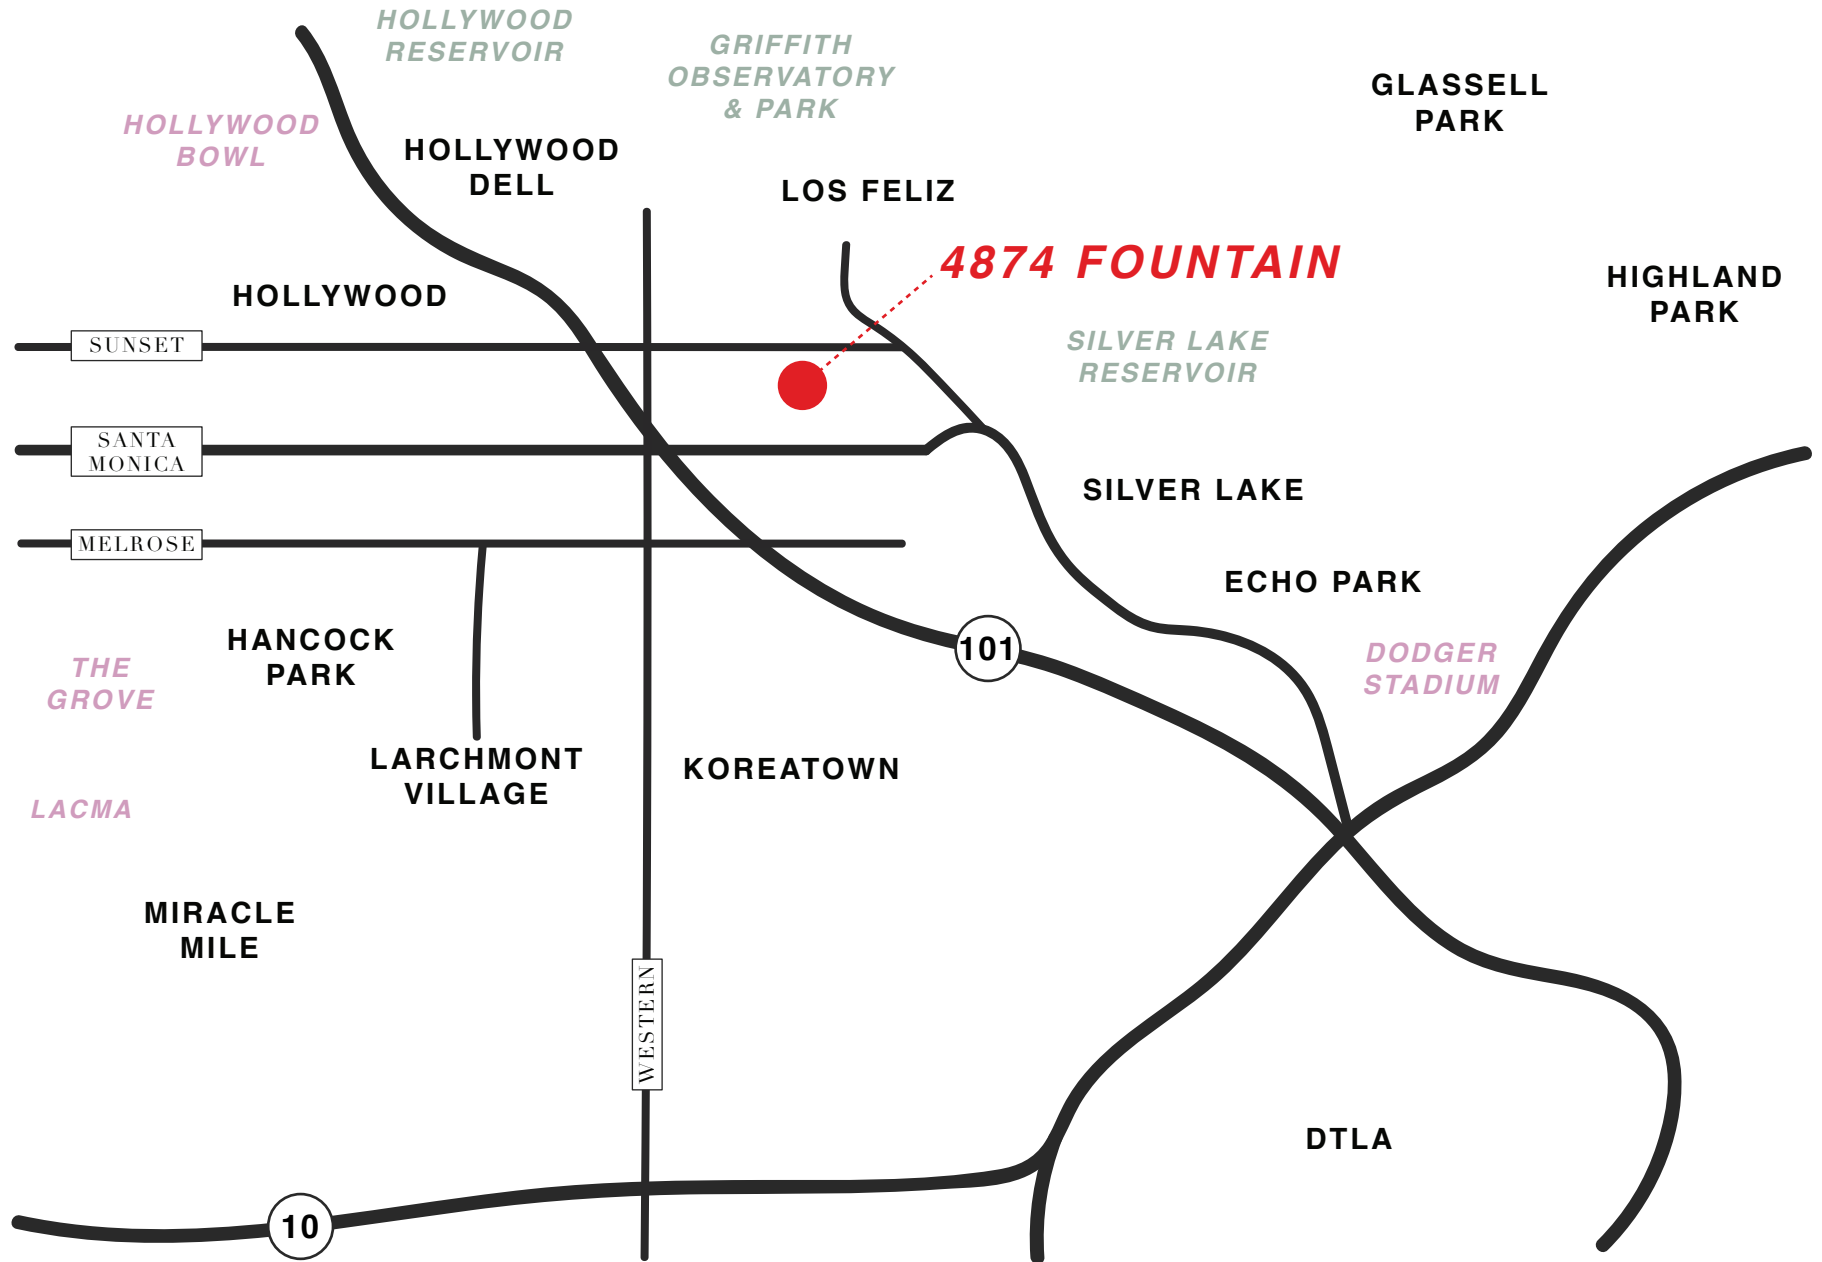 HOLLYWOOD
RESERVOIR
GRIFFITH
OBSERVATORY
& PARK
GLASSELL
PARK
HOLLYWOOD
BOWL
HOLLYWOOD
DELL
LOS FELIZ
4874 FOUNTAIN
HIGHLAND
PARK
HOLLYWOOD
SUNSET
SILVER LAKE
RESERVOIR
SANTA
MONICA
SILVER LAKE
MELROSE
ECHO PARK
HANCOCK
PARK
101
DODGER
STADIUM
THE
GROVE
LARCHMONT
VILLAGE
KOREATOWN
LACMA
MIRACLE
MILE
WESTERN
DTLA
10